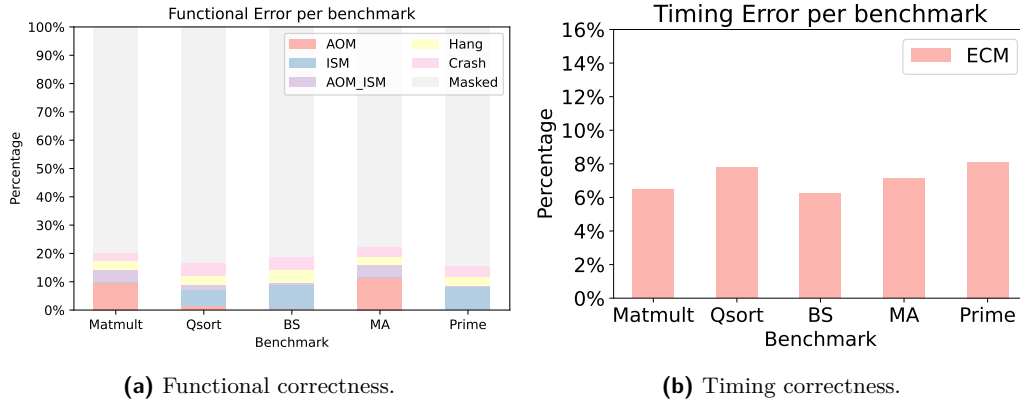 Functional Error per benchmark
100%
90%
80%
70%
60%
50%
40%
30%
20%
10%
0%
Percentage
AOM
ISM
AOM_ISM
Hang
Crash
Masked
Matmult Qsort BS MA Prime
Benchmark
(a) Functional correctness.
Timing Error per benchmark
16%
14%
12%
10%
8%
6%
4%
2%
0%
Percentage
ECM
Matmult Qsort BS MA Prime
Benchmark
(b) Timing correctness.